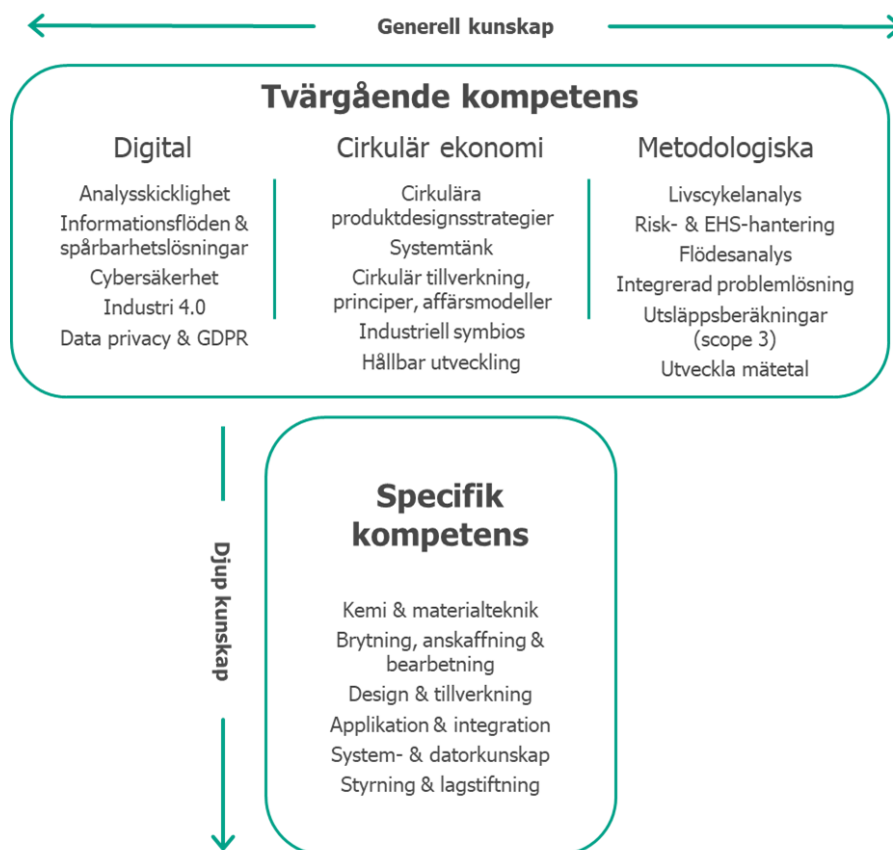 Generell kunskap
Tvärgående kompetens
Digital
Analysskicklighet
Informationsflöden &
spårbarhetslösningar
Cybersäkerhet
Industri 4.0
Data privacy & GDPR
Cirkulär ekonomi
Cirkulära
produktdesignsstrategier
Systemtänk
Cirkulär tillverkning,
principer, affärsmodeller
Industriell symbios
Hållbar utveckling
Metodologiska
Livscykelanalys
Risk- & EHS-hantering
Flödesanalys
Integrerad problemlösning
Utsläppsberäkningar
(scope 3)
Utveckla mätetal
Djup kunskap
Specifik
kompetens
Kemi & materialteknik
Brytning, anskaffning &
bearbetning
Design & tillverkning
Applikation & integration
System- & datorkunskap
Styrning & lagstiftning